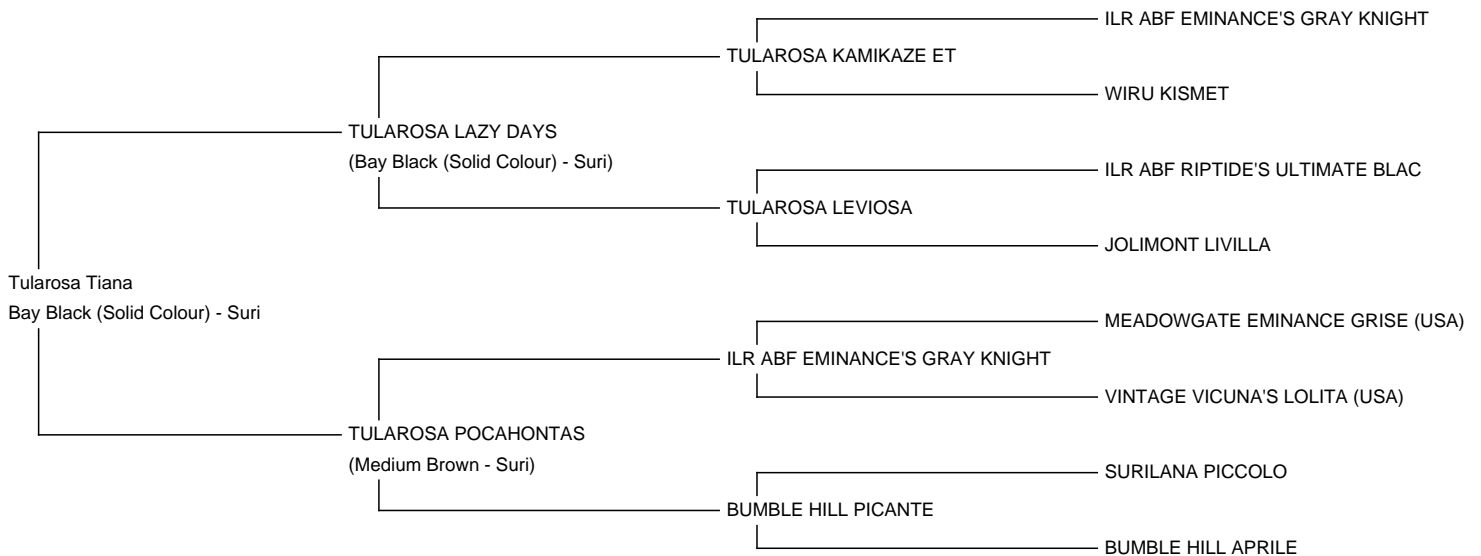 ILR ABF EMINANCE'S GRAY KNIGHT
TULAROSA KAMIKAZE ET
WIRU KISMET
TULAROSA LAZY DAYS
(Bay Black (Solid Colour) - Suri)
ILR ABF RIPTIDE'S ULTIMATE BLAC
TULAROSA LEVIOSA
JOLIMONT LIVILLA
Tularosa Tiana
Bay Black (Solid Colour) - Suri
MEADOWGATE EMINANCE GRISE (USA)
ILR ABF EMINANCE'S GRAY KNIGHT
VINTAGE VICUNA'S LOLITA (USA)
TULAROSA POCAHONTAS
(Medium Brown - Suri)
SURILANA PICCOLO
BUMBLE HILL PICANTE
BUMBLE HILL APRILE